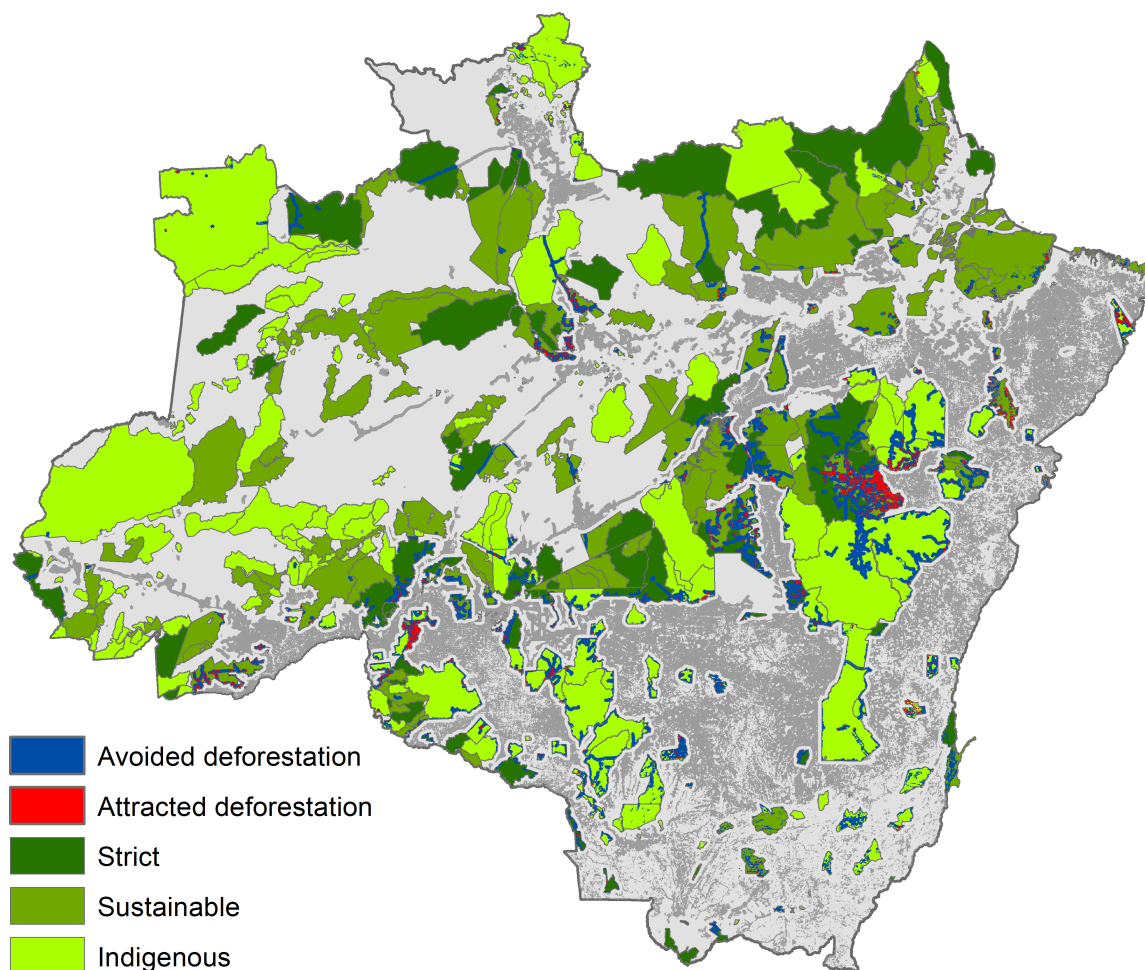 Avoided deforestation
Attracted deforestation
Strict
Sustainable
Indigenous